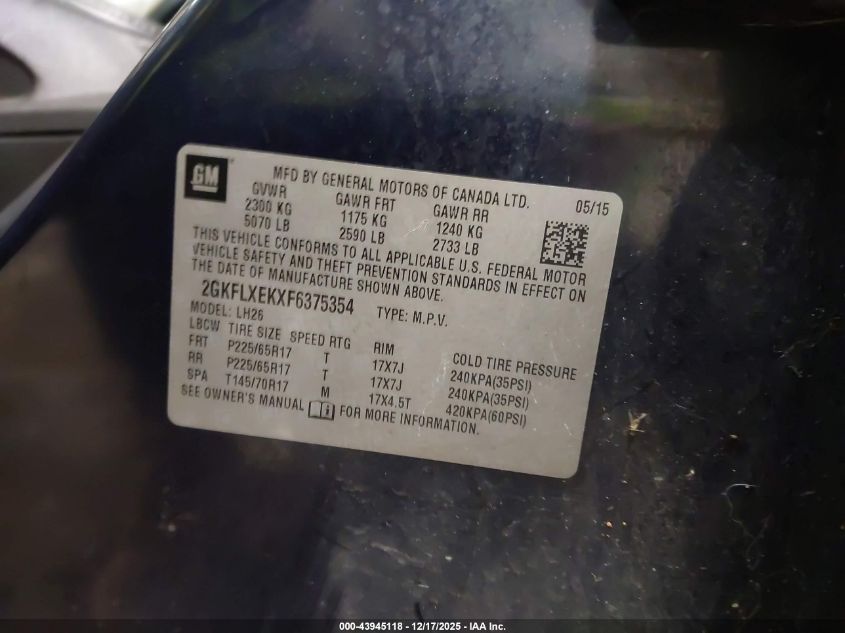 GM
MFD BY GENERAL MOTORS OF CANADA LTD. 05/15
GVWR GAWR FRT GAWR RR
2300 KG 1175 KG 1240 KG
5070 LB 2590 LB 2733 LB
THIS VEHICLE CONFORMS TO ALL APPLICABLE U.S. FEDERAL MOTOR
VEHICLE SAFETY AND THEFT PREVENTION STANDARDS IN EFFECT ON
THE DATE OF MANUFACTURE SHOWN ABOVE.
2GKFLXEKXF6375354 TYPE: M.P.V.
MODEL: LH26
LBCW TIRE SIZE SPEED RTG RIM COLD TIRE PRESSURE
FRT P225/65R17 T 17X7J 240KPA(35PSI)
RR P225/65R17 T 17X7J 240KPA(35PSI)
SPA T145/70R17 M 17X4.5T 420KPA(60PSI)
SEE OWNER'S MANUAL FOR MORE INFORMATION.
000-43945118 - 12/17/2025 - IAA Inc.